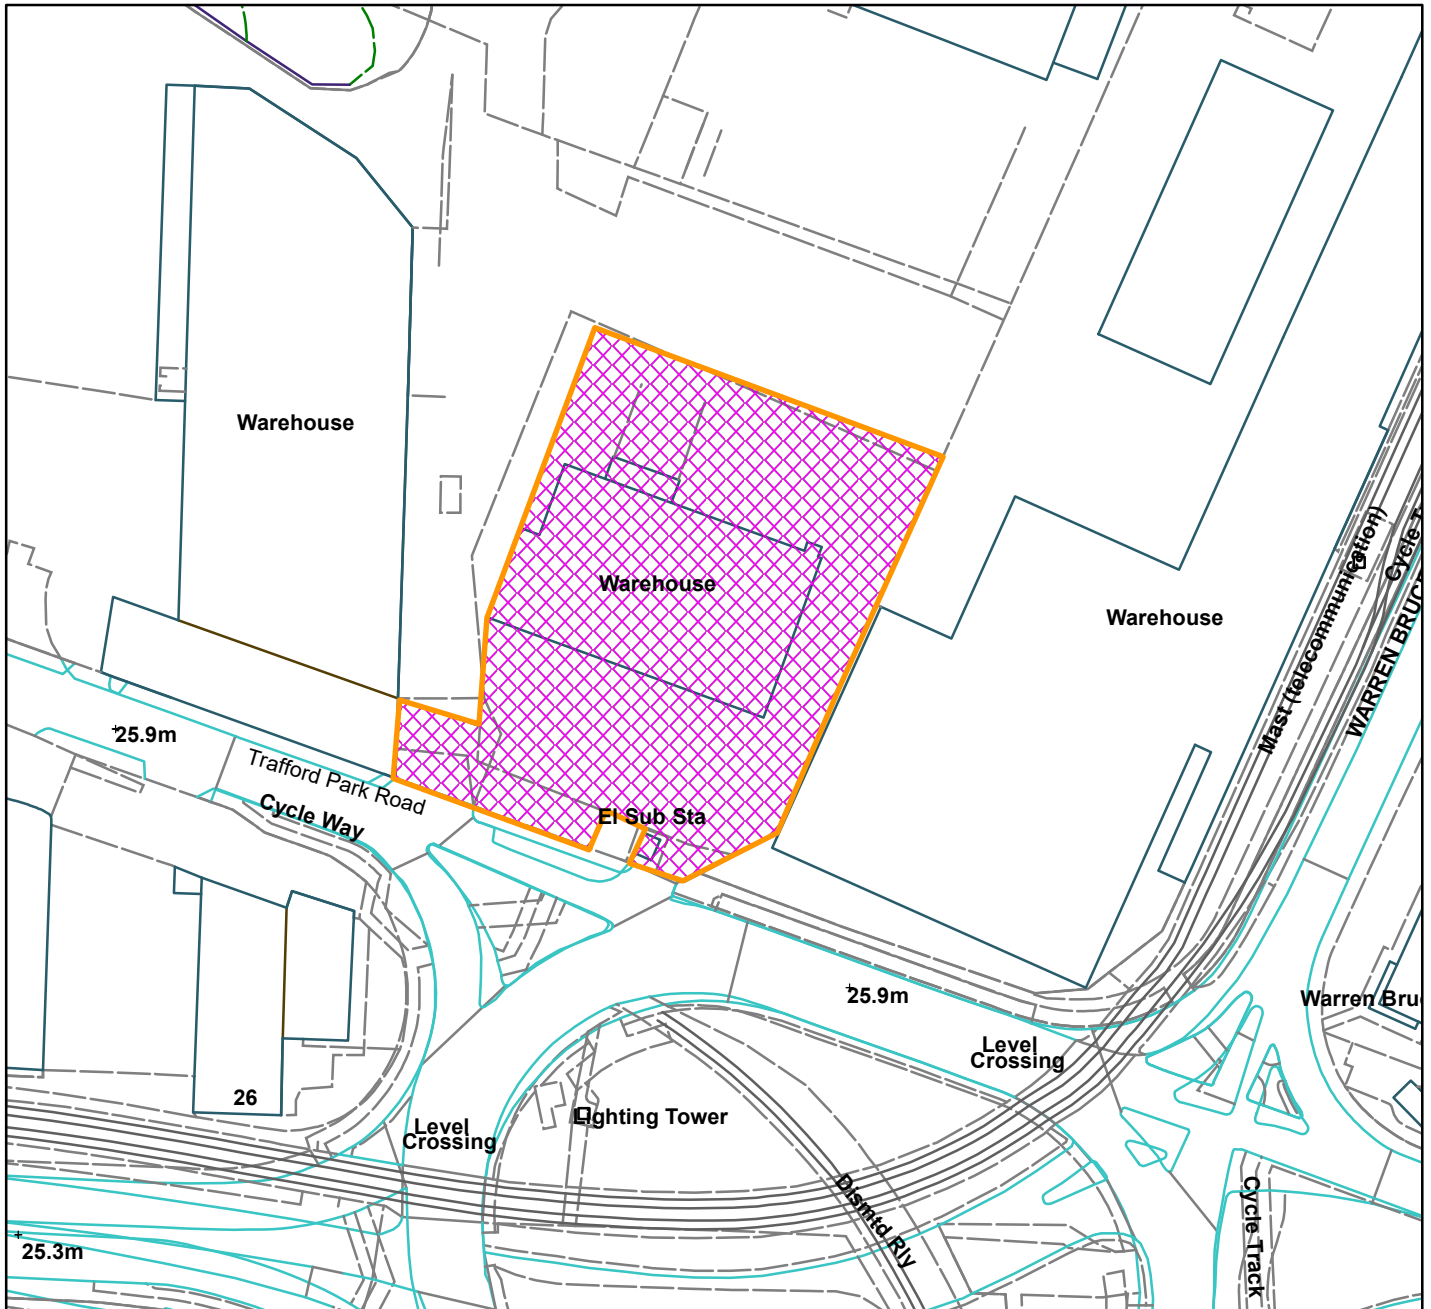 Warehouse
Warehouse
Warehouse
Mast (telecommunication)
Cycle T
WARREN BRUCE
25.9m
Trafford Park Road
Cycle Way
El Sub Sta
25.9m
Warren Bru
Level
Crossing
26
Level
Crossing
Lighting Tower
Dismtd Rly
Cycle Track
25.3m